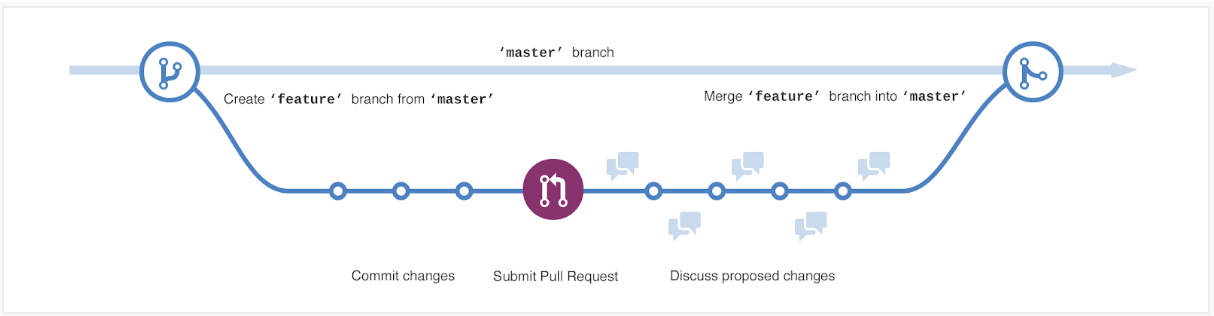 ‘master’ branch
Create ‘feature’ branch from ‘master’
Merge ‘feature’ branch into ‘master’
Commit changes
Submit Pull Request
Discuss proposed changes